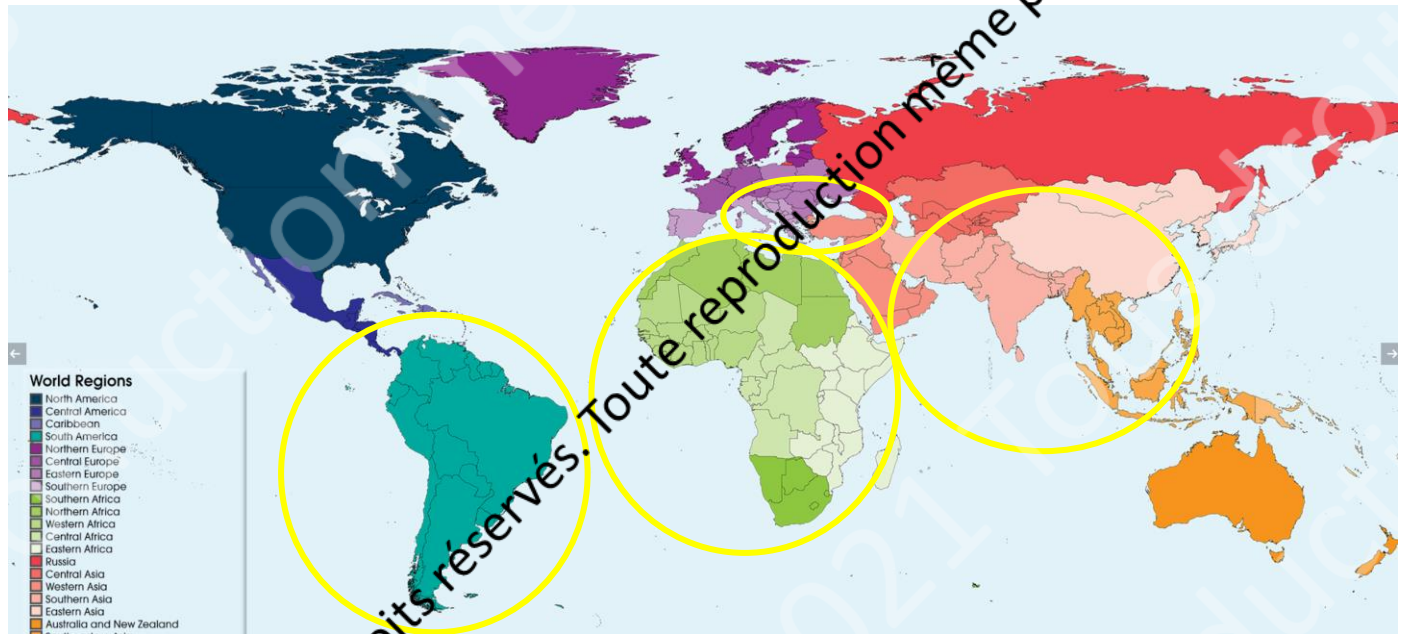 oits réservés. Toute reproduction même p
World Regions
North America
Central America
Caribbean
South America
Northern Europe
Central Europe
Eastern Europe
Southern Europe
Southern Africa
Northern Africa
Western Africa
Central Africa
Eastern Africa
Russia
Central Asia
Western Asia
Southern Asia
Eastern Asia
Australia and New Zealand